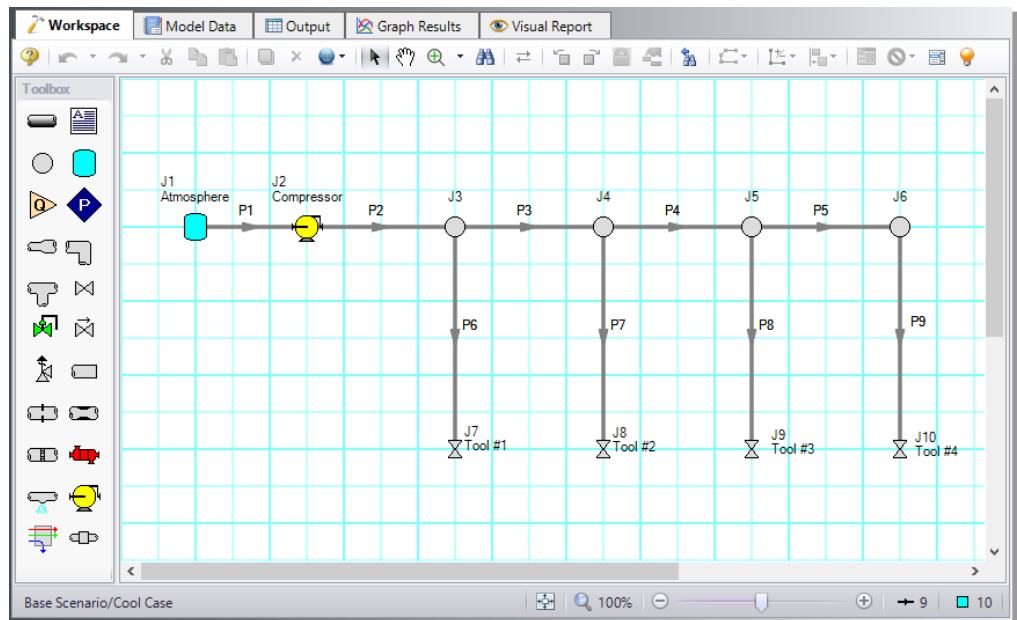 Workspace
Model Data
Output
Graph Results
Visual Report
Toolbox
A
Q
P
J1
Atmosphere
P1
J2
Compressor
P2
J3
P3
J4
P4
J5
P5
J6
P6
P7
P8
P9
J7
Tool #1
J8
Tool #2
J9
Tool #3
J10
Tool #4
Base Scenario/Cool Case
100%
9
10